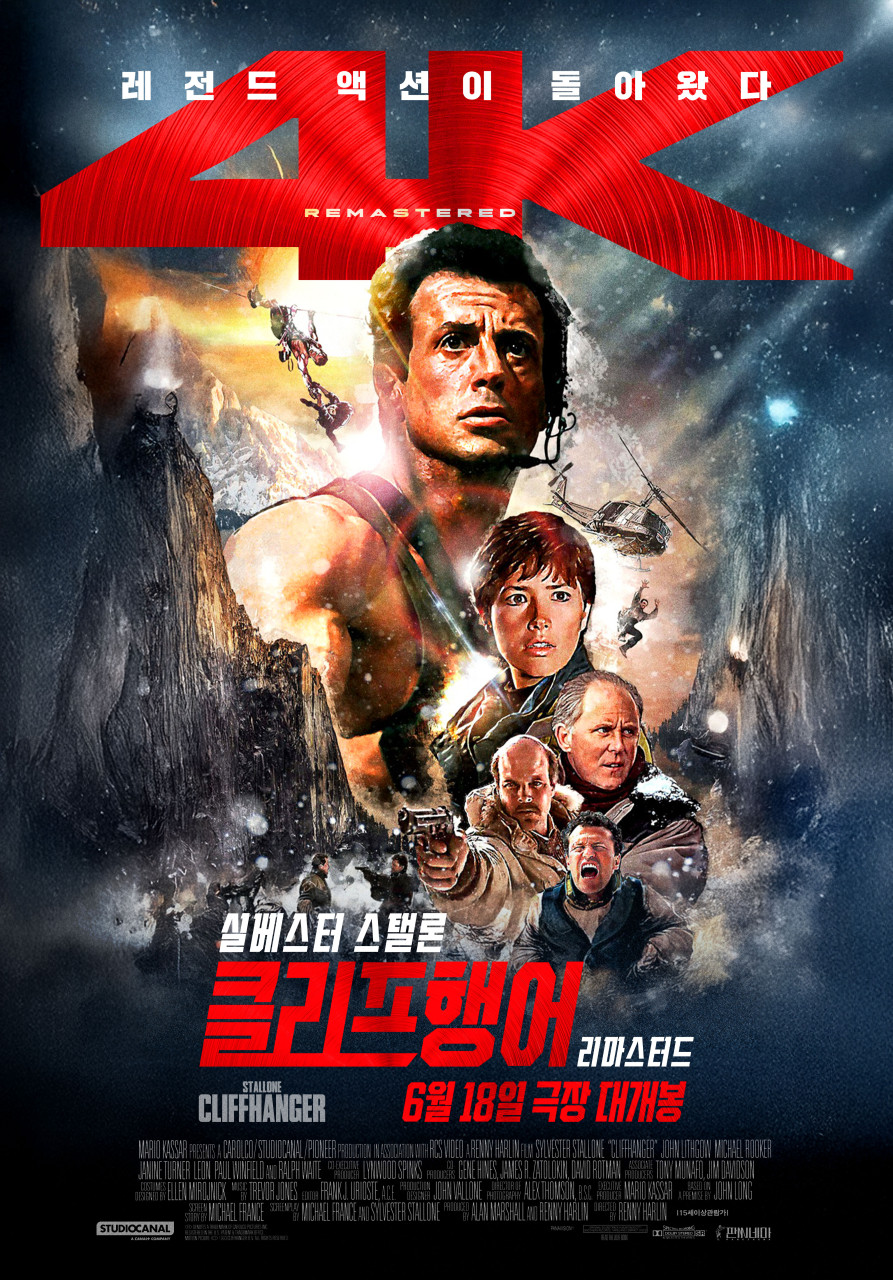 4K
레전드 액션이 돌아왔다
REMASTERED
실베스터 스탤론
클리프행어
리마스터드
STALLONE
CLIFFHANGER
6월 18일 극장 대개봉
MARIO KASSAR PRESENTS A CAROLCO/STUDIOCANAL/PIONEER PRODUCTION IN ASSOCIATION WITH RCS VIDEO A RENNY HARLIN FILM SYLVESTER STALLONE "CLIFFHANGER" JOHN LITHGOW MICHAEL ROOKER
JANINE TURNER LEON PAUL WINFIELD AND RALPH WAITE CO-EXECUTIVE PRODUCER LYNWOOD SPINKS CO-PRODUCERS GENE HINES, JAMES R. ZATOLOKIN, DAVID ROTMAN ASSOCIATE PRODUCERS TONY MUNAFO, JIM DAVIDSON
COSTUMES DESIGNED BY ELLEN MIROJNICK MUSIC BY TREVOR JONES EDITOR FRANK J. URIOSTE, A.C.E. PRODUCTION DESIGNER JOHN VALLONE DIRECTOR OF PHOTOGRAPHY ALEX THOMSON, B.S.C. EXECUTIVE PRODUCER MARIO KASSAR BASED ON A PREMISE BY JOHN LONG
SCREEN STORY BY MICHAEL FRANCE SCREENPLAY BY MICHAEL FRANCE AND SYLVESTER STALLONE PRODUCED BY ALAN MARSHALL AND RENNY HARLIN DIRECTED BY RENNY HARLIN [15세이상관람가]
STUDIOCANAL
A CANAL+ COMPANY
DOLBY STEREO SR